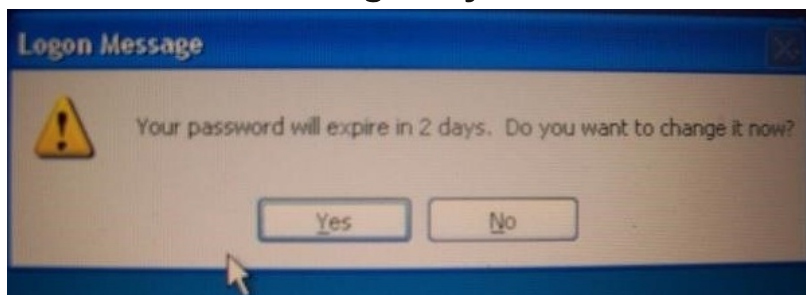 Logon Message
Your password will expire in 2 days. Do you want to change it now?
Yes
No